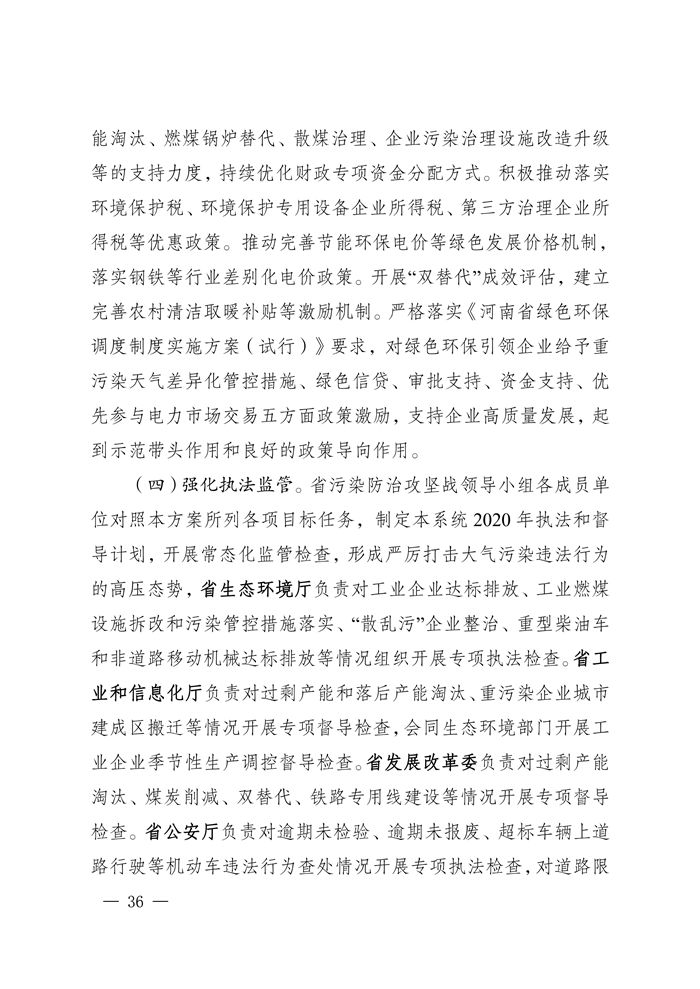 能淘汰、燃煤锅炉替代、散煤治理、企业污染治理设施改造升级
等的支持力度，持续优化财政专项资金分配方式。积极推动落实
环境保护税、环境保护专用设备企业所得税、第三方治理企业所
得税等优惠政策。推动完善节能环保电价等绿色发展价格机制，
落实钢铁等行业差别化电价政策。开展“双替代”成效评估，建立
完善农村清洁取暖补贴等激励机制。严格落实《河南省绿色环保
调度制度实施方案（试行）》要求，对绿色环保引领企业给予重
污染天气差异化管控措施、绿色信贷、审批支持、资金支持、优
先参与电力市场交易五方面政策激励，支持企业高质量发展，起
到示范带头作用和良好的政策导向作用。
（四）强化执法监管。省污染防治攻坚战领导小组各成员单
位对照本方案所列各项目标任务，制定本系统 2020 年执法和督
导计划，开展常态化监管检查，形成严厉打击大气污染违法行为
的高压态势，省生态环境厅负责对工业企业达标排放、工业燃煤
设施拆改和污染管控措施落实、“散乱污”企业整治、重型柴油车
和非道路移动机械达标排放等情况组织开展专项执法检查。省工
业和信息化厅负责对过剩产能和落后产能淘汰、重污染企业城市
建成区搬迁等情况开展专项督导检查，会同生态环境部门开展工
业企业季节性生产调控督导检查。省发展改革委负责对过剩产能
淘汰、煤炭削减、双替代、铁路专用线建设等情况开展专项督导
检查。省公安厅负责对逾期未检验、逾期未报废、超标车辆上道
路行驶等机动车违法行为查处情况开展专项执法检查，对道路限
— 36 —